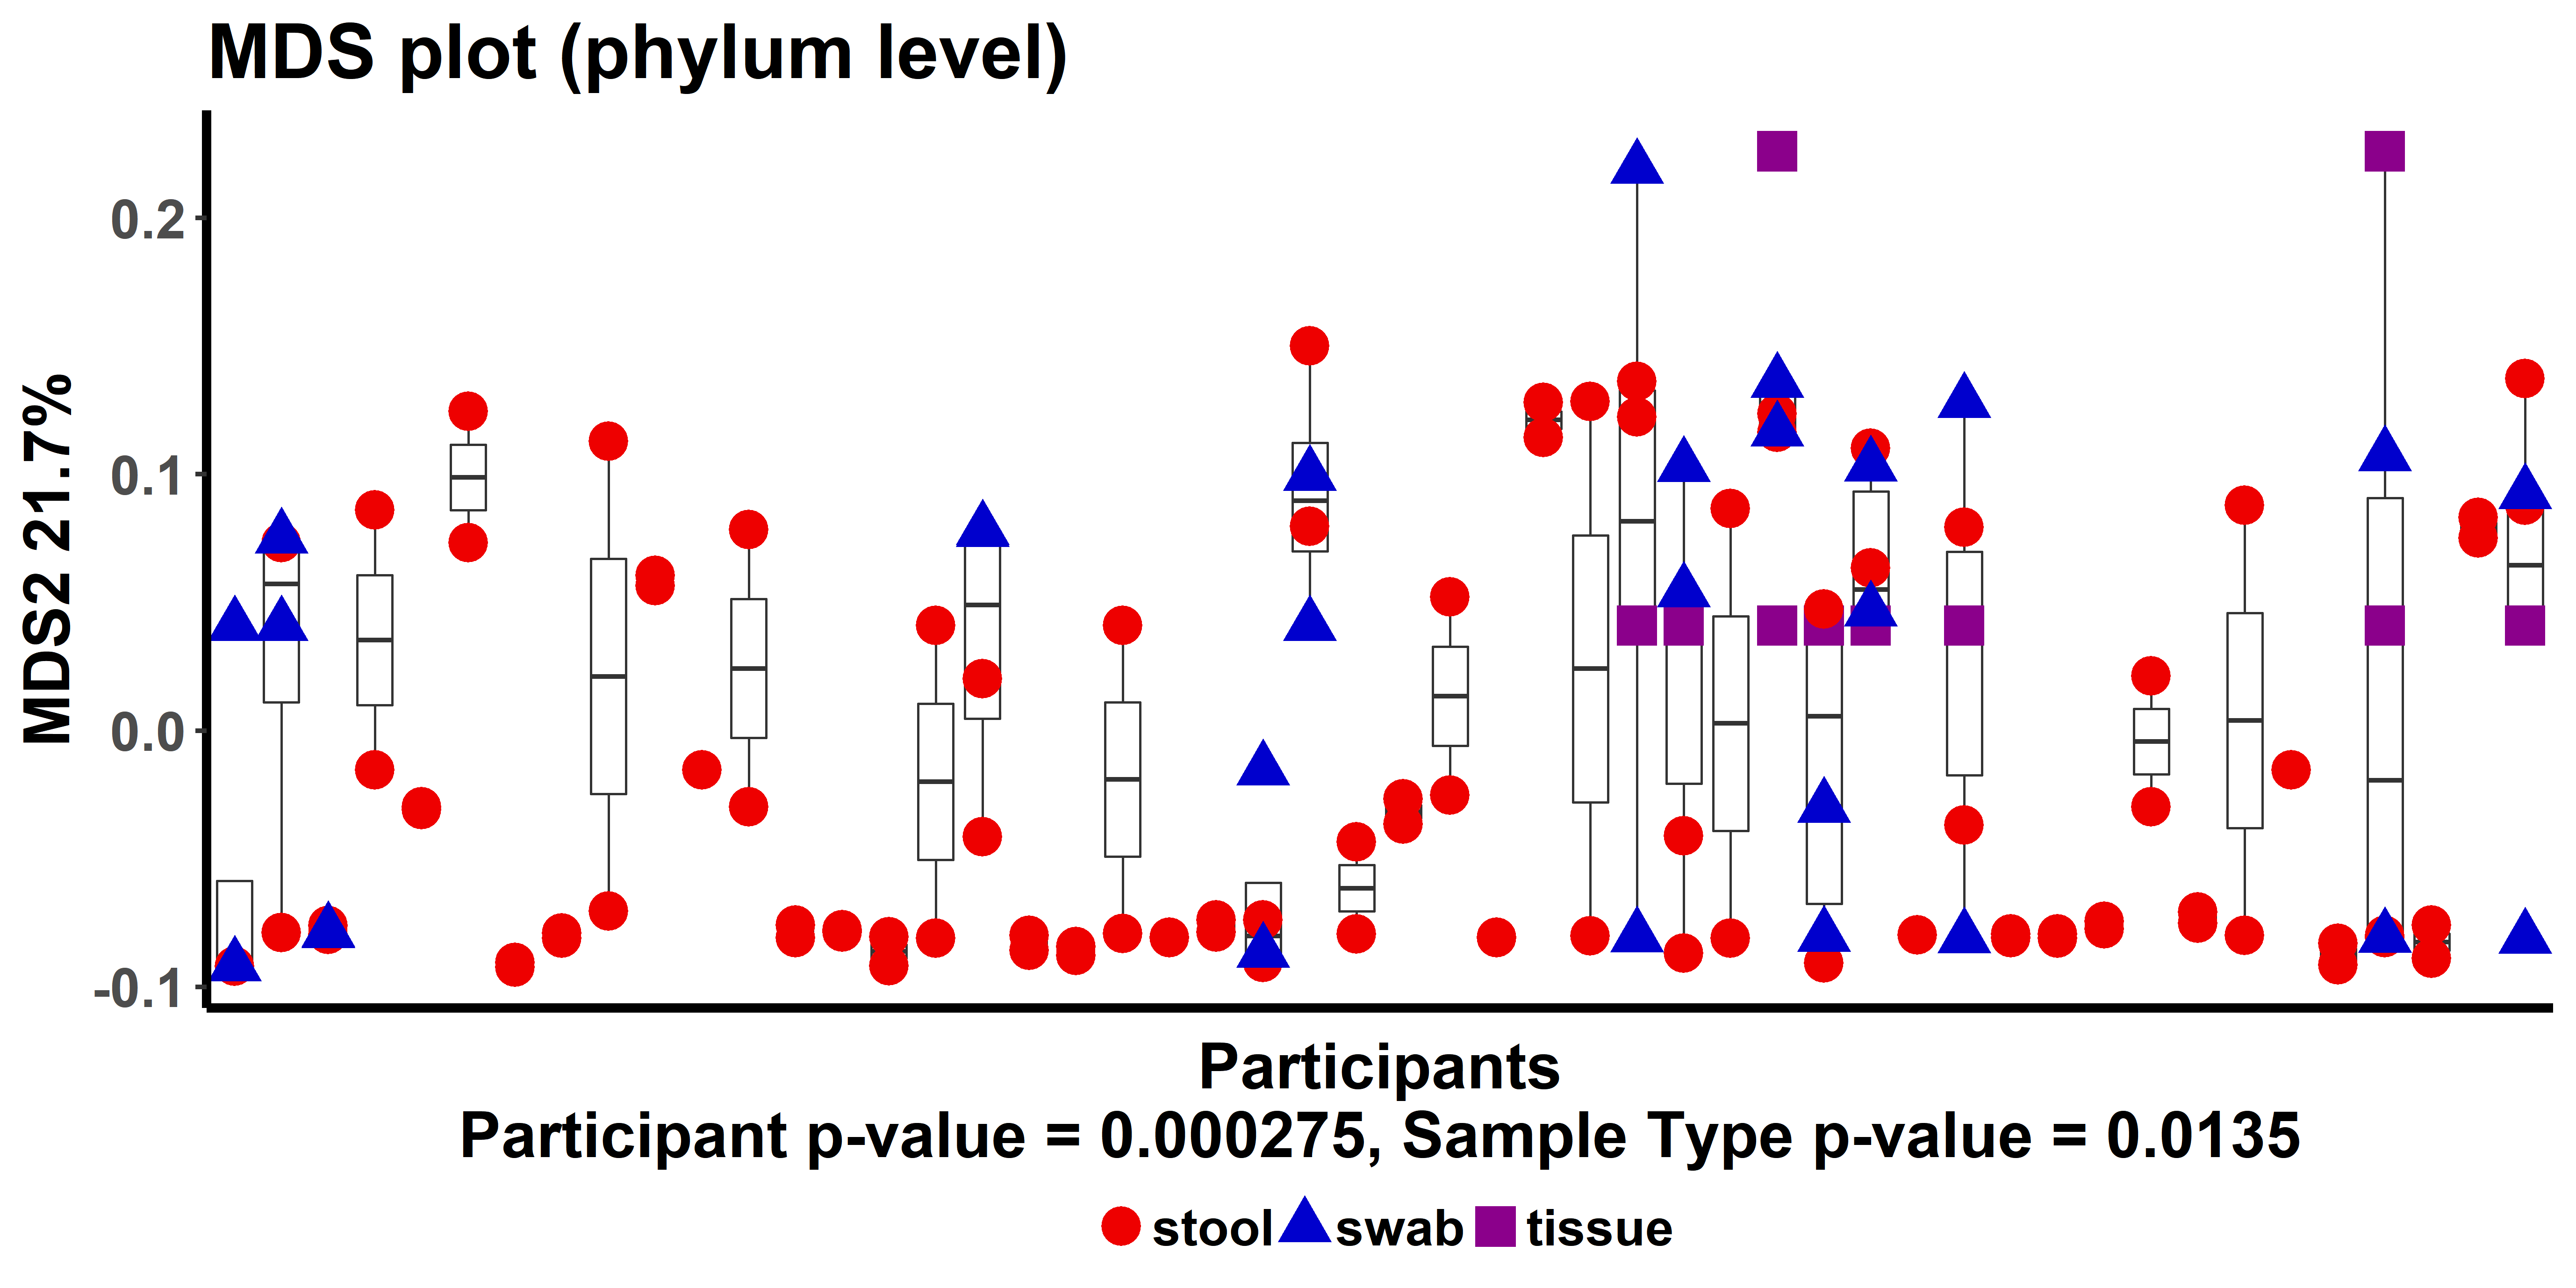 MDS plot (phylum level)
MDS2 21.7%
0.2
0.1
0.0
-0.1
Participants
Participant p-value = 0.000275, Sample Type p-value = 0.0135
stool swab tissue